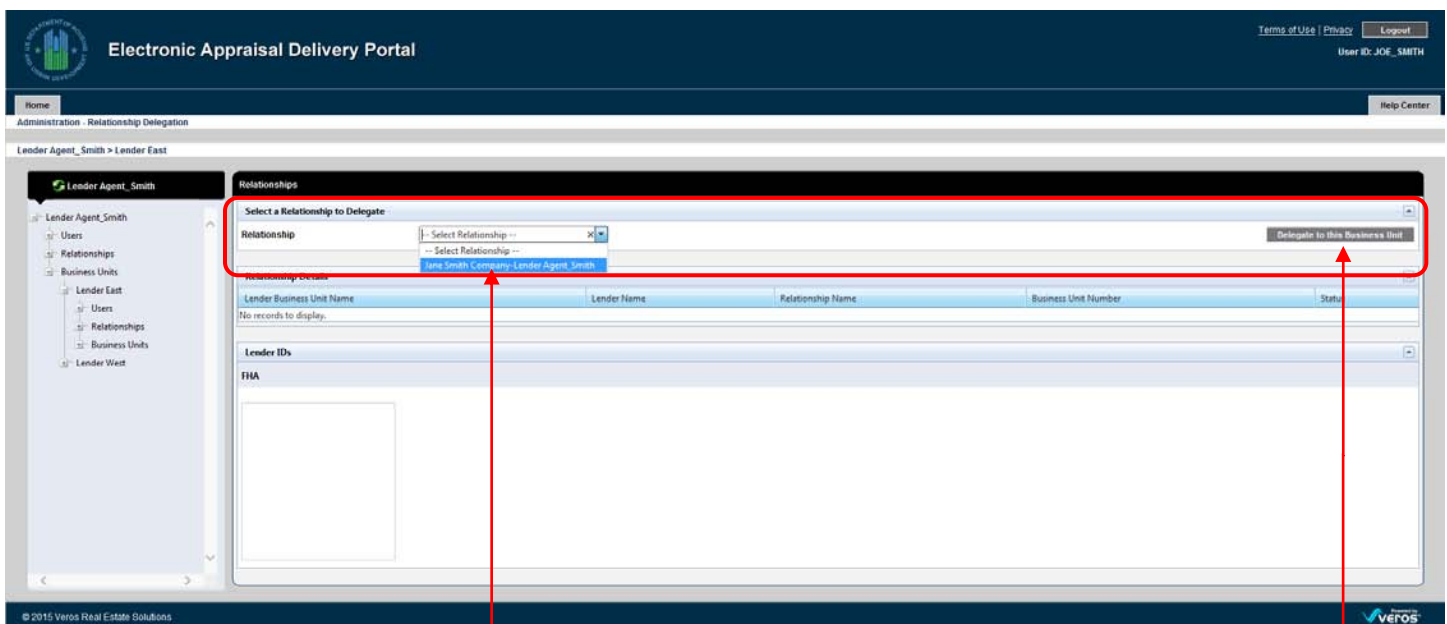 Terms of Use | Privacy Logout
Electronic Appraisal Delivery Portal
User ID: JOE_SMITH
Home Help Center
Administration - Relationship Delegation
Lender Agent_Smith > Lender East
Lender Agent_Smith
Relationships
Lender Agent_Smith
Users
Relationships
Business Units
Lender East
Users
Relationships
Business Units
Lender West
Select a Relationship to Delegate
Relationship -- Select Relationship -- Delegate to this Business Unit
-- Select Relationship --
Jane Smith Company-Lender Agent_Smith
Relationship Details
Lender Business Unit Name Lender Name Relationship Name Business Unit Number Status
No records to display.
Lender IDs
FHA
© 2015 Veros Real Estate Solutions
Powered by
veros